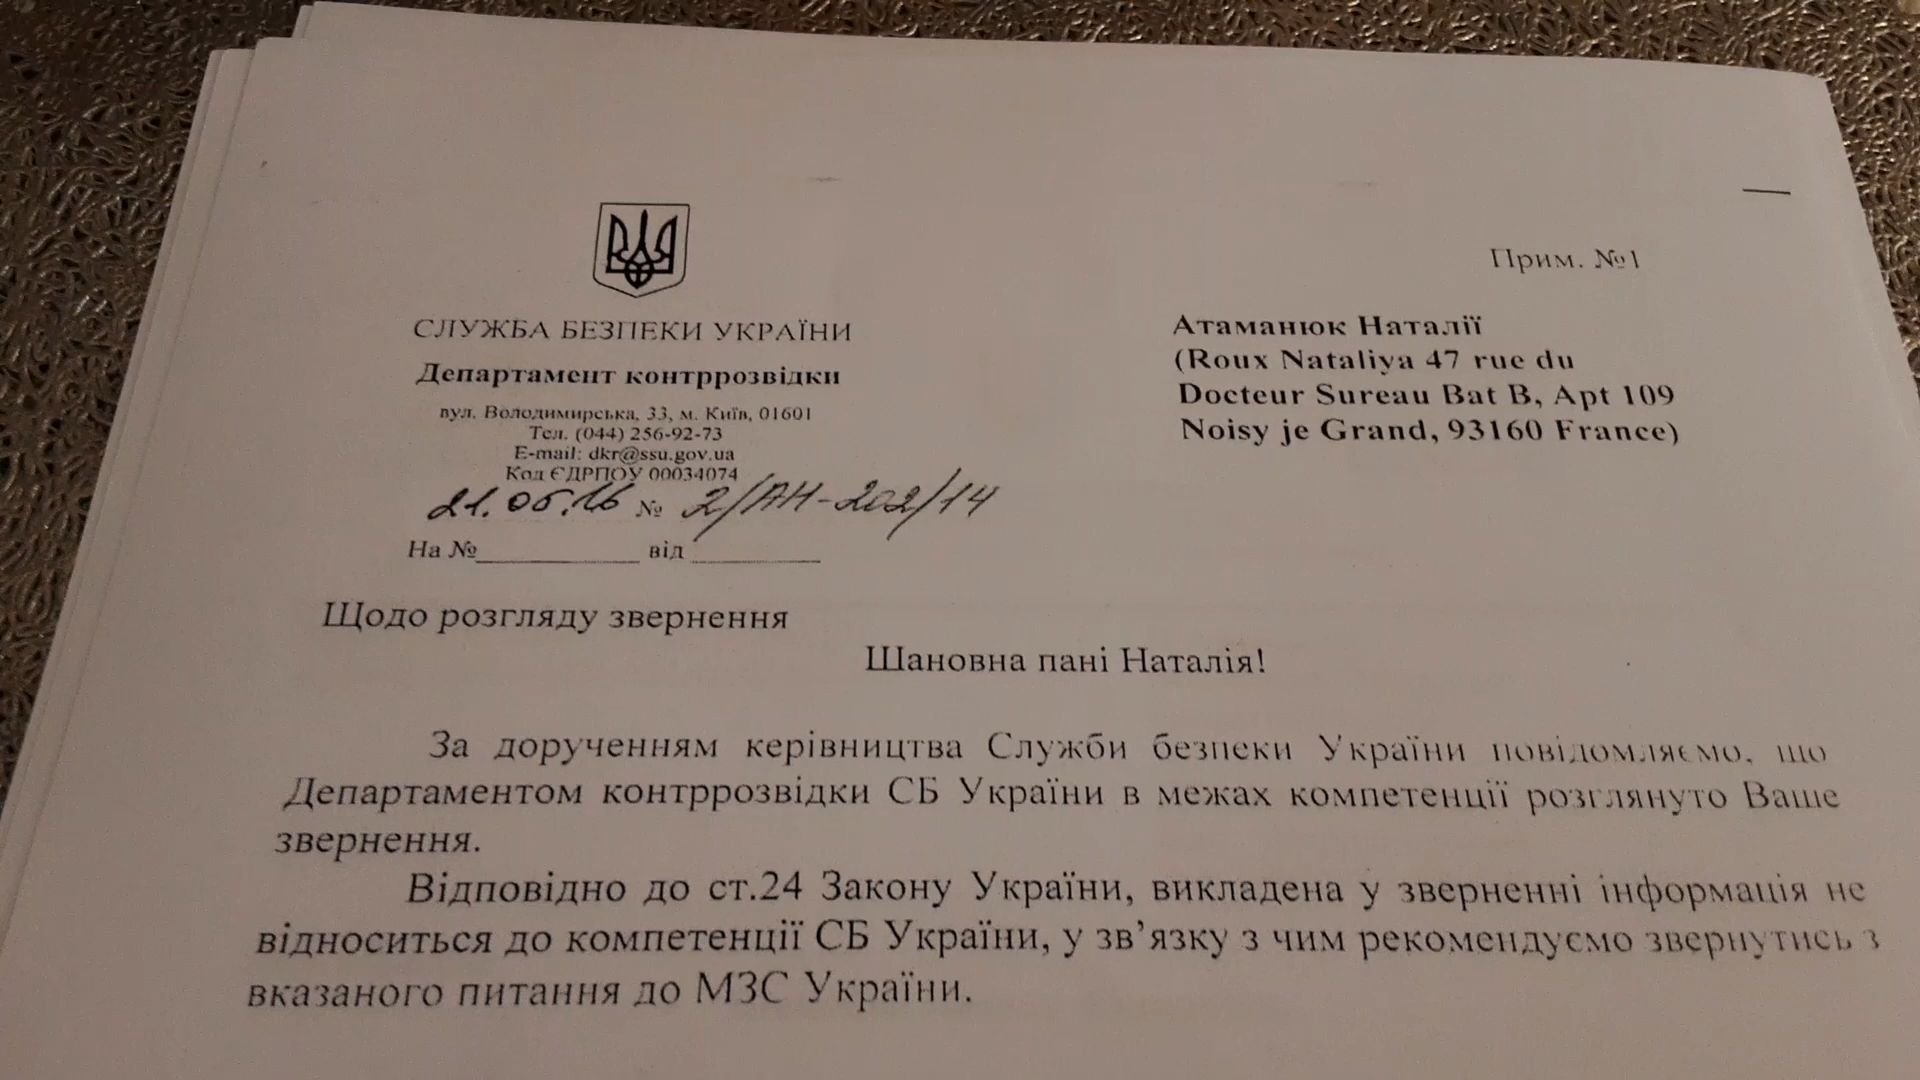 Прим. №1
СЛУЖБА БЕЗПЕКИ УКРАЇНИ
Департамент контррозвідки
вул. Володимирська, 33, м. Київ, 01601
Тел. (044) 256-92-73
E-mail: dkr@ssu.gov.ua
Код ЄДРПОУ 00034074
21.06.16 № 2/АН-202/14
На № від
Атаманюк Наталії
(Roux Nataliya 47 rue du
Docteur Sureau Bat B, Apt 109
Noisy je Grand, 93160 France)
Щодо розгляду звернення
Шановна пані Наталія!
За дорученням керівництва Служби безпеки України повідомляємо, що
Департаментом контррозвідки СБ України в межах компетенції розглянуто Ваше
звернення.
Відповідно до ст.24 Закону України, викладена у зверненні інформація не
відноситься до компетенції СБ України, у зв’язку з чим рекомендуємо звернутись з
вказаного питання до МЗС України.